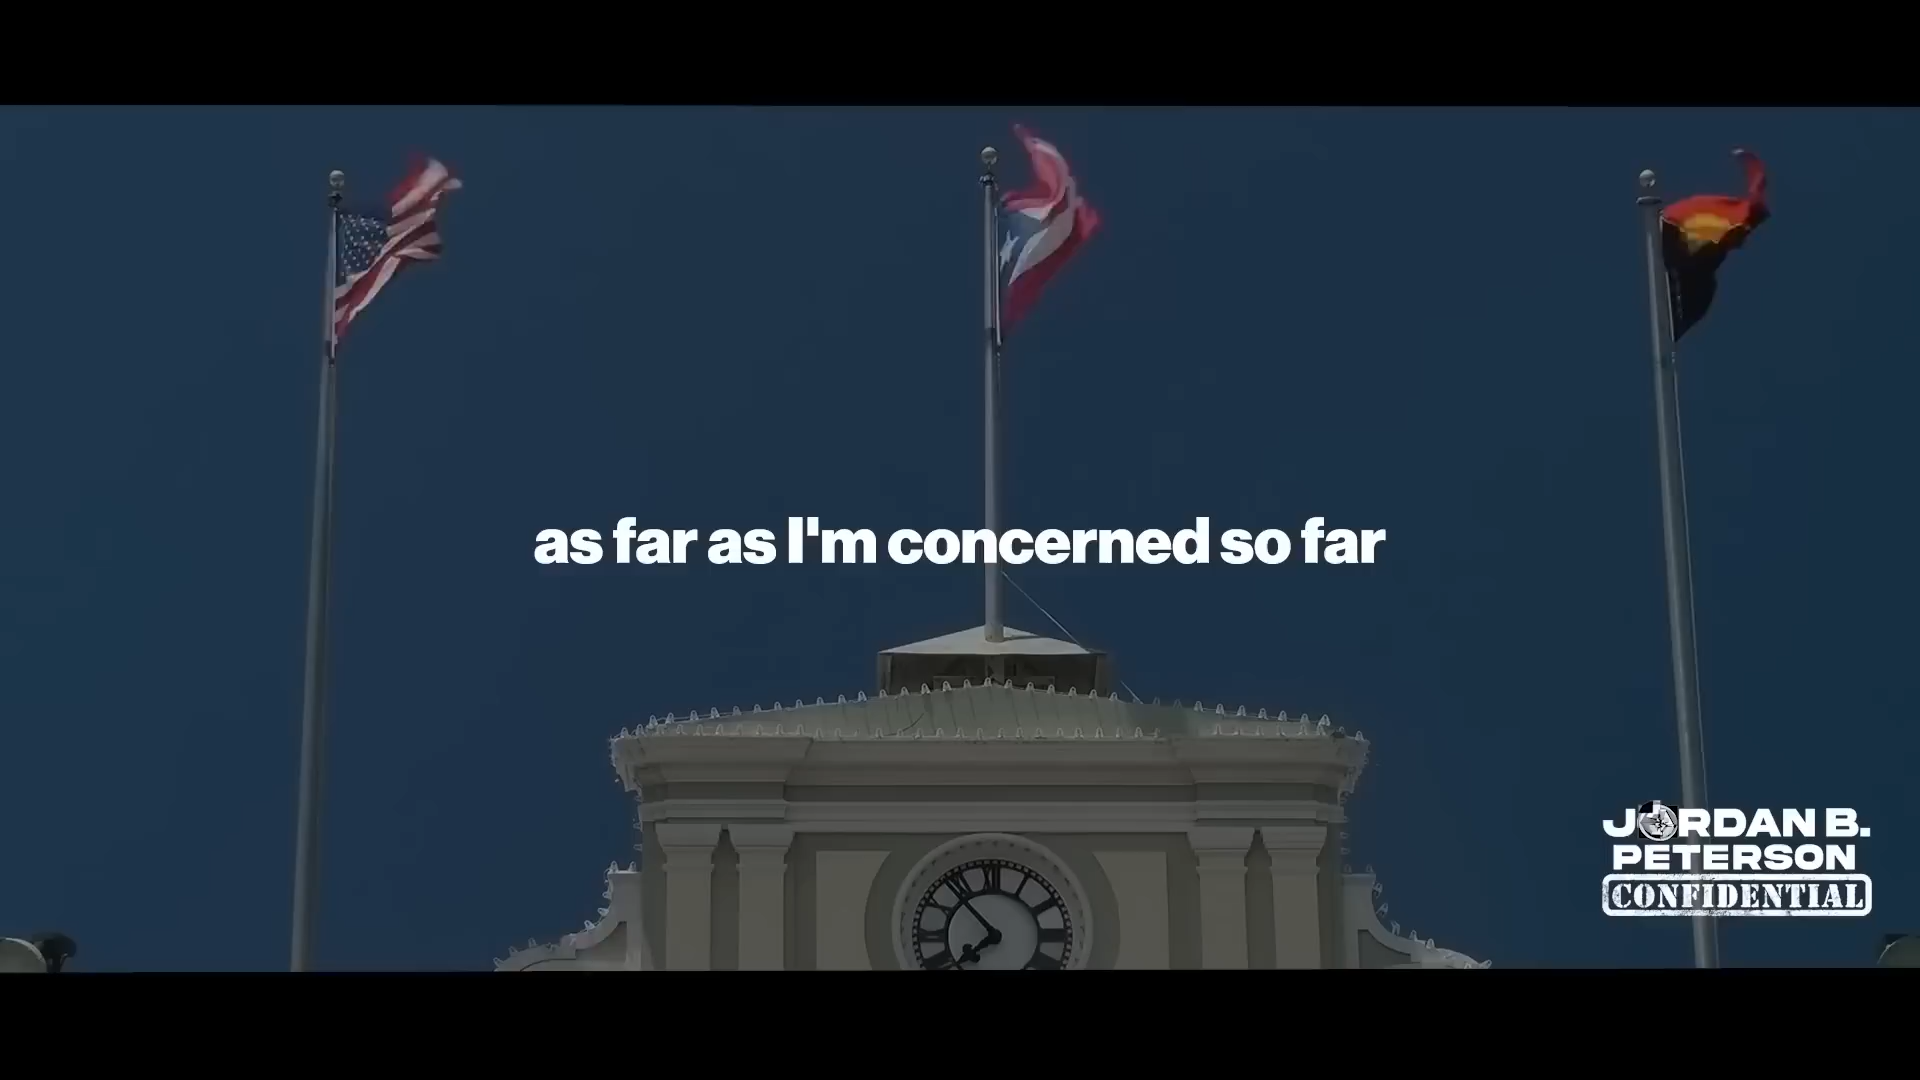 as far as I'm concerned so far
JORDAN B.
PETERSON
CONFIDENTIAL